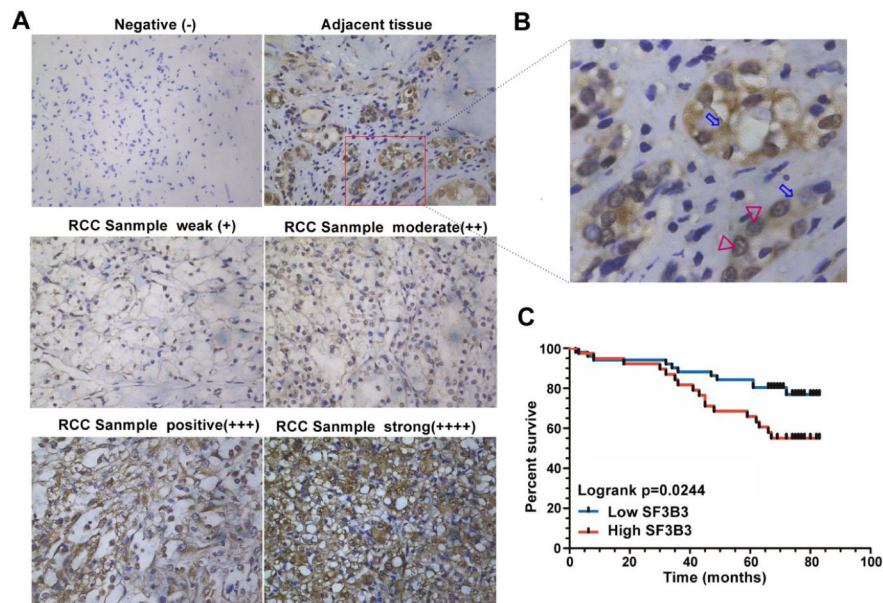 A
Negative (-)
Adjacent tissue
RCC Sanmple weak (+)
RCC Sanmple moderate(++)
RCC Sanmple positive(+++)
RCC Sanmple strong(++++)
B
C
Percent survive
100
80
60
40
20
0
Logrank p=0.0244
Low SF3B3
High SF3B3
0 20 40 60 80 100
Time (months)